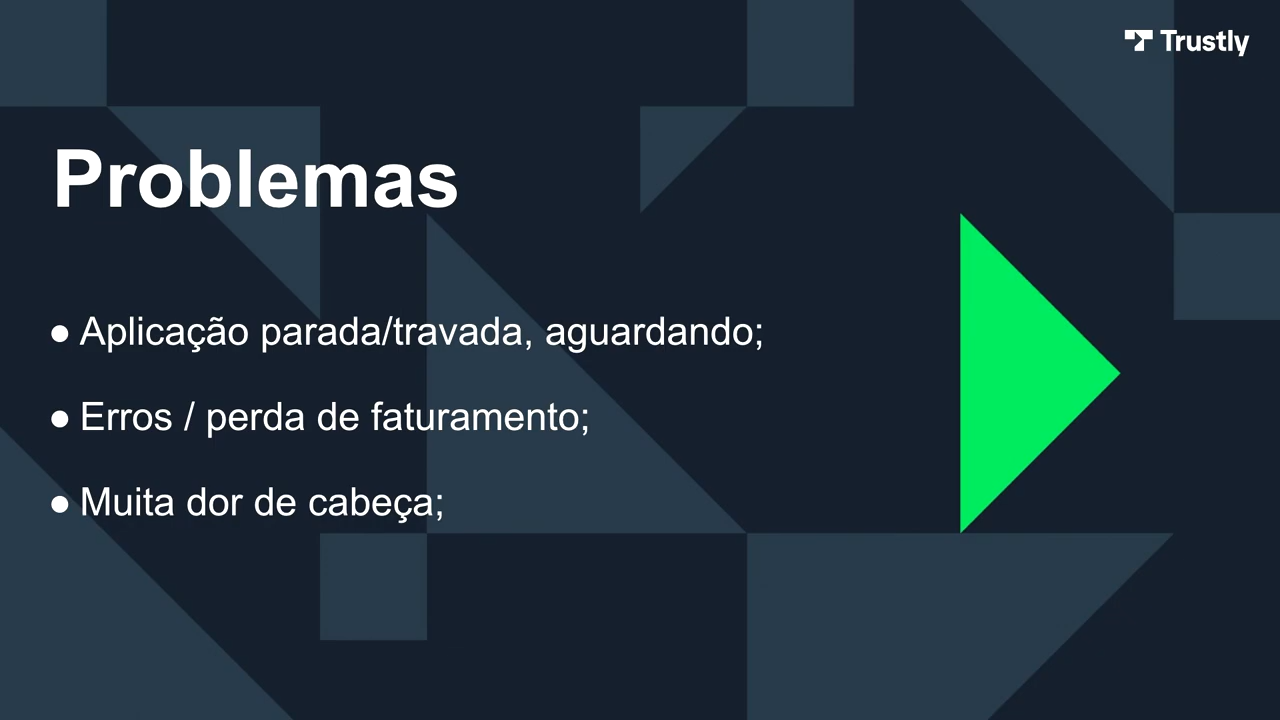 Trustly
Problemas
● Aplicação parada/travada, aguardando;
● Erros / perda de faturamento;
● Muita dor de cabeça;